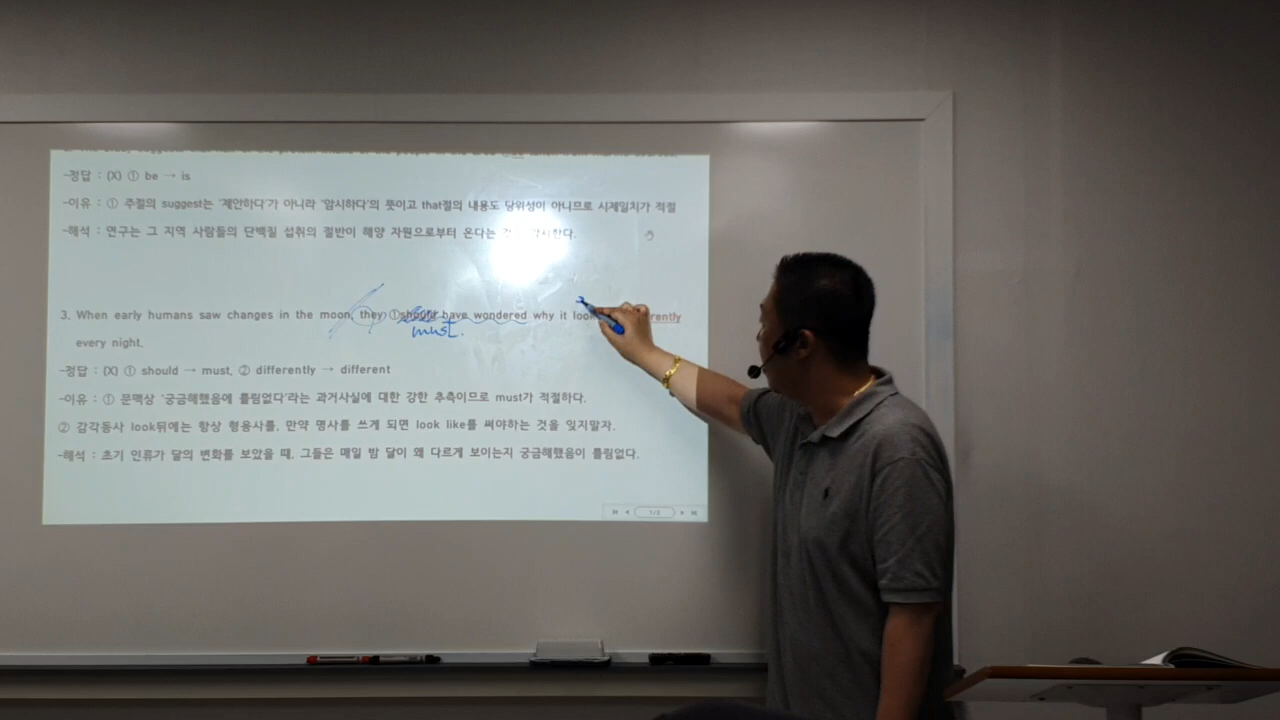 -정답 : (X) ① be → is
-이유 : ① 주절의 suggest는 '제안하다'가 아니라 '암시하다'의 뜻이고 that절의 내용도 당위성이 아니므로 시제일치가 적절
-해석 : 연구는 그 지역 사람들의 단백질 섭취의 절반이 해양 자원으로부터 온다는 암시한다.
3. When early humans saw changes in the moon, they ①should have wondered why it
must.
every night.
-정답 : (X) ① should → must, ② differently → different
-이유 : ① 문맥상 '궁금해했음에 틀림없다'라는 과거사실에 대한 강한 추측이므로 must가 적절하다.
② 감각동사 look뒤에는 항상 형용사를, 만약 명사를 쓰게 되면 look like를 써야하는 것을 잊지말자.
-해석 : 초기 인류가 달의 변화를 보았을 때, 그들은 매일 밤 달이 왜 다르게 보이는지 궁금해했음이 틀림없다.
1/2